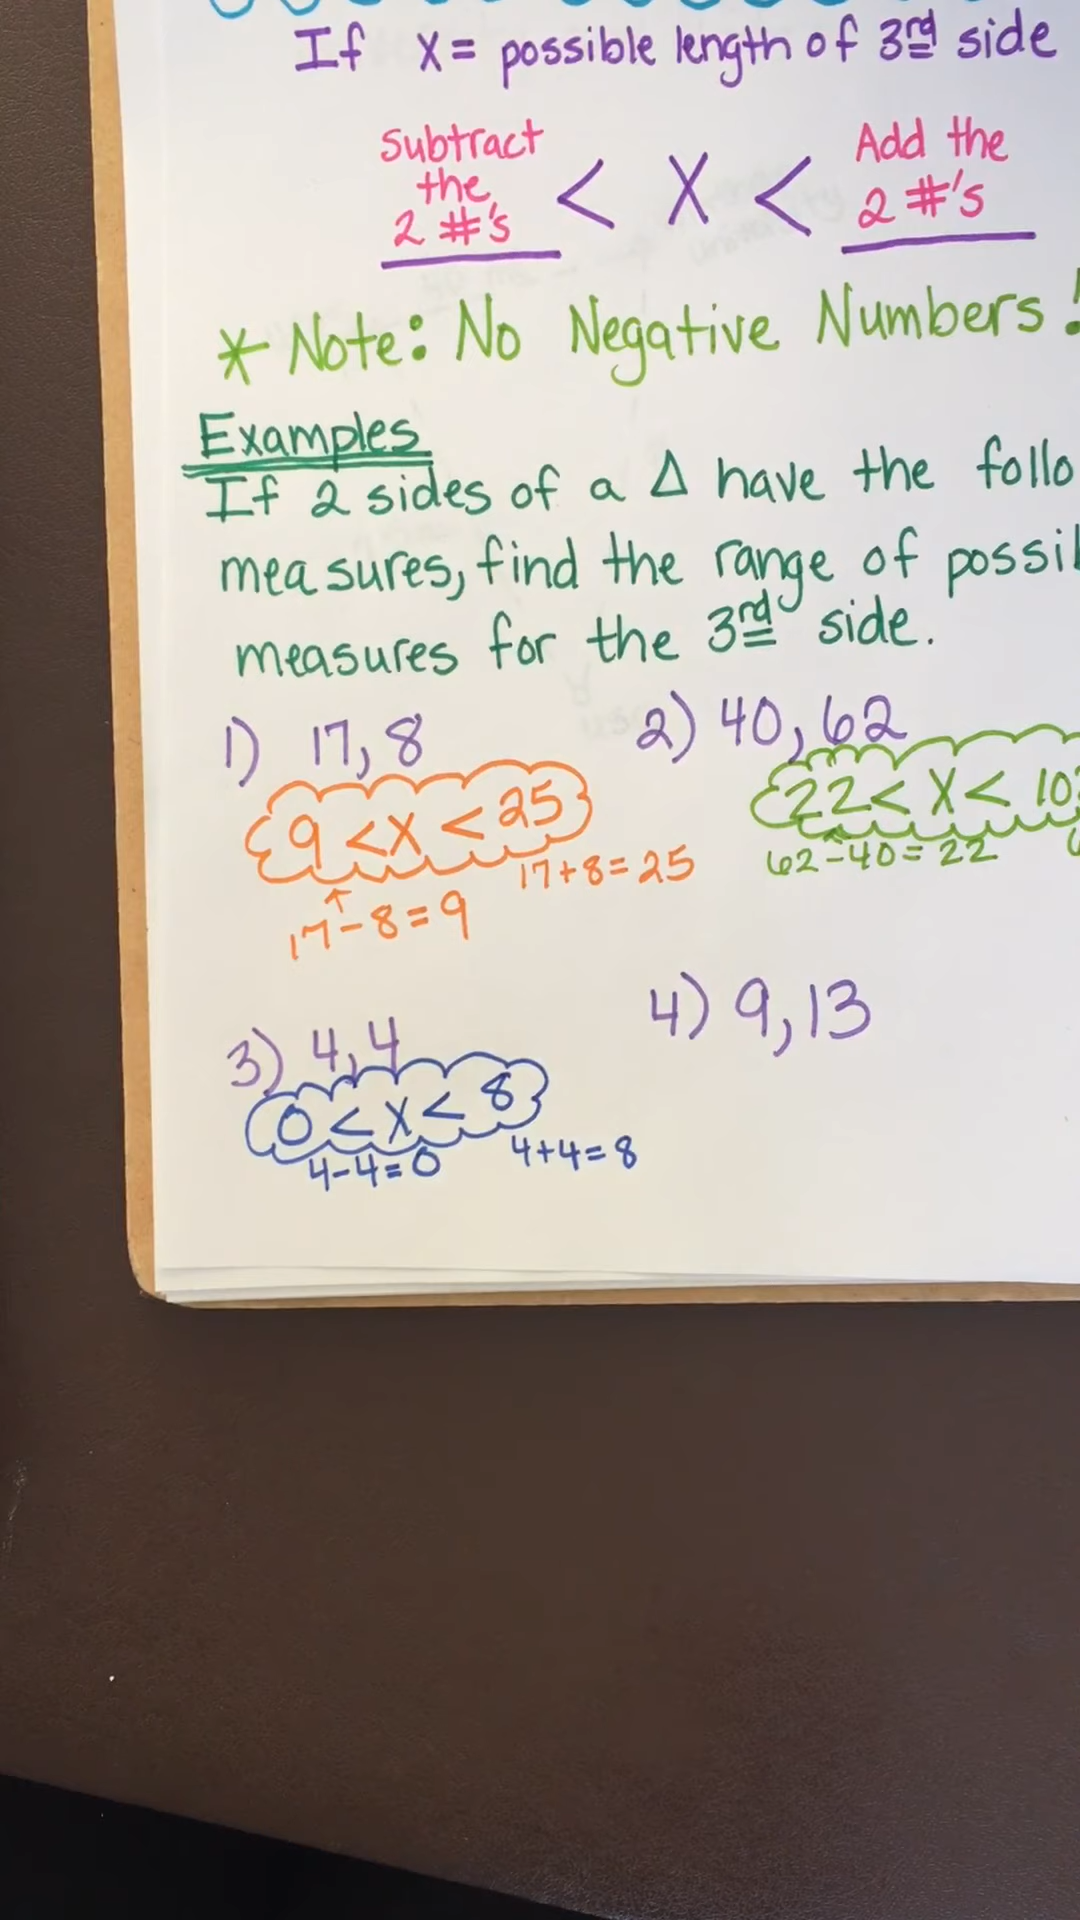 If x = possible length of 3rd side
Subtract the 2 #'s < x < Add the 2 #'s
* Note: No Negative Numbers!
Examples
If 2 sides of a Δ have the follo
measures, find the range of possib
measures for the 3rd side.
1) 17, 8
9 < x < 25
17+8=25
17-8=9
2) 40, 62
22 < x < 10
62-40=22
3) 4, 4
0 < x < 8
4-4=0
4+4=8
4) 9, 13